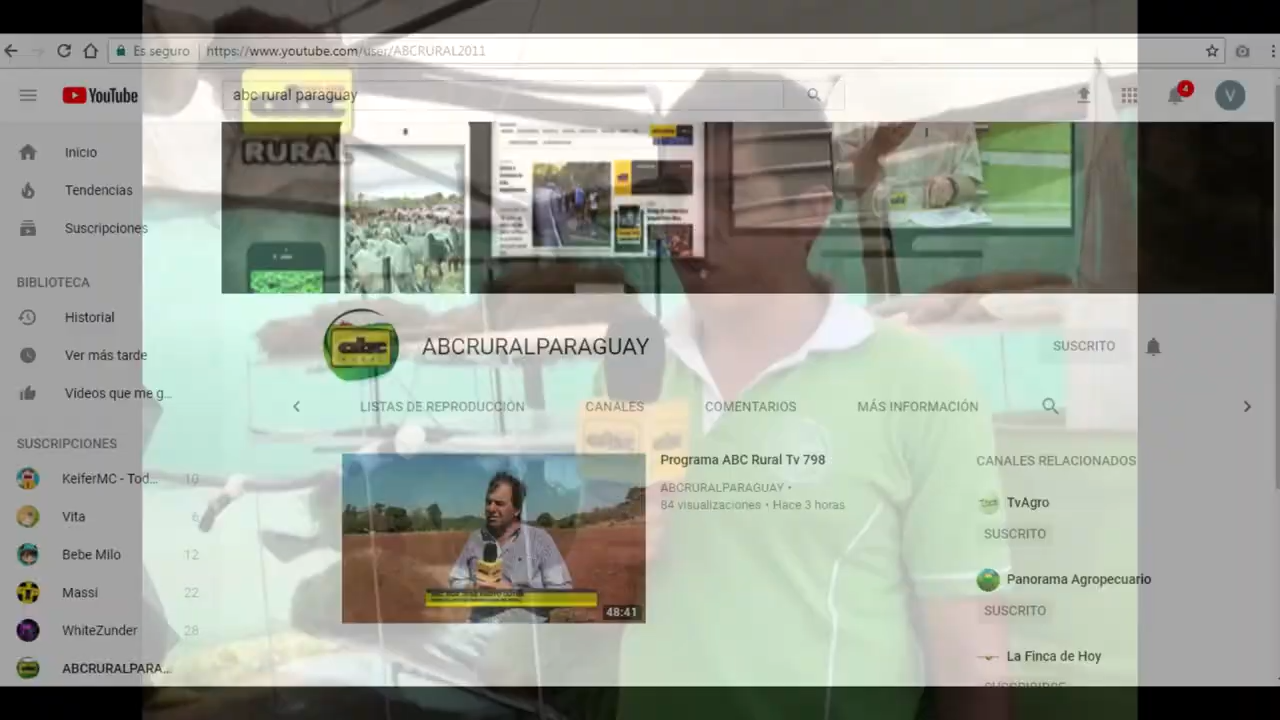 Es seguro
https://www.youtube.com/user/ABCRURAL2011
YouTube
abc rural paraguay
4
V
RURAL
Inicio
Tendencias
Suscripciones
BIBLIOTECA
Historial
Ver más tarde
Vídeos que me g...
SUSCRIPCIONES
KeiferMC - Tod... 10
Vita 6
Bebe Milo 12
Massi 22
WhiteZunder 28
ABCRURALPARA...
abc
ABCRURALPARAGUAY
SUSCRITO
LISTAS DE REPRODUCCIÓN
CANALES
COMENTARIOS
MÁS INFORMACIÓN
48:41
Programa ABC Rural Tv 798
ABCRURALPARAGUAY •
84 visualizaciones • Hace 3 horas
CANALES RELACIONADOS
TvAgro
SUSCRITO
Panorama Agropecuario
SUSCRITO
La Finca de Hoy